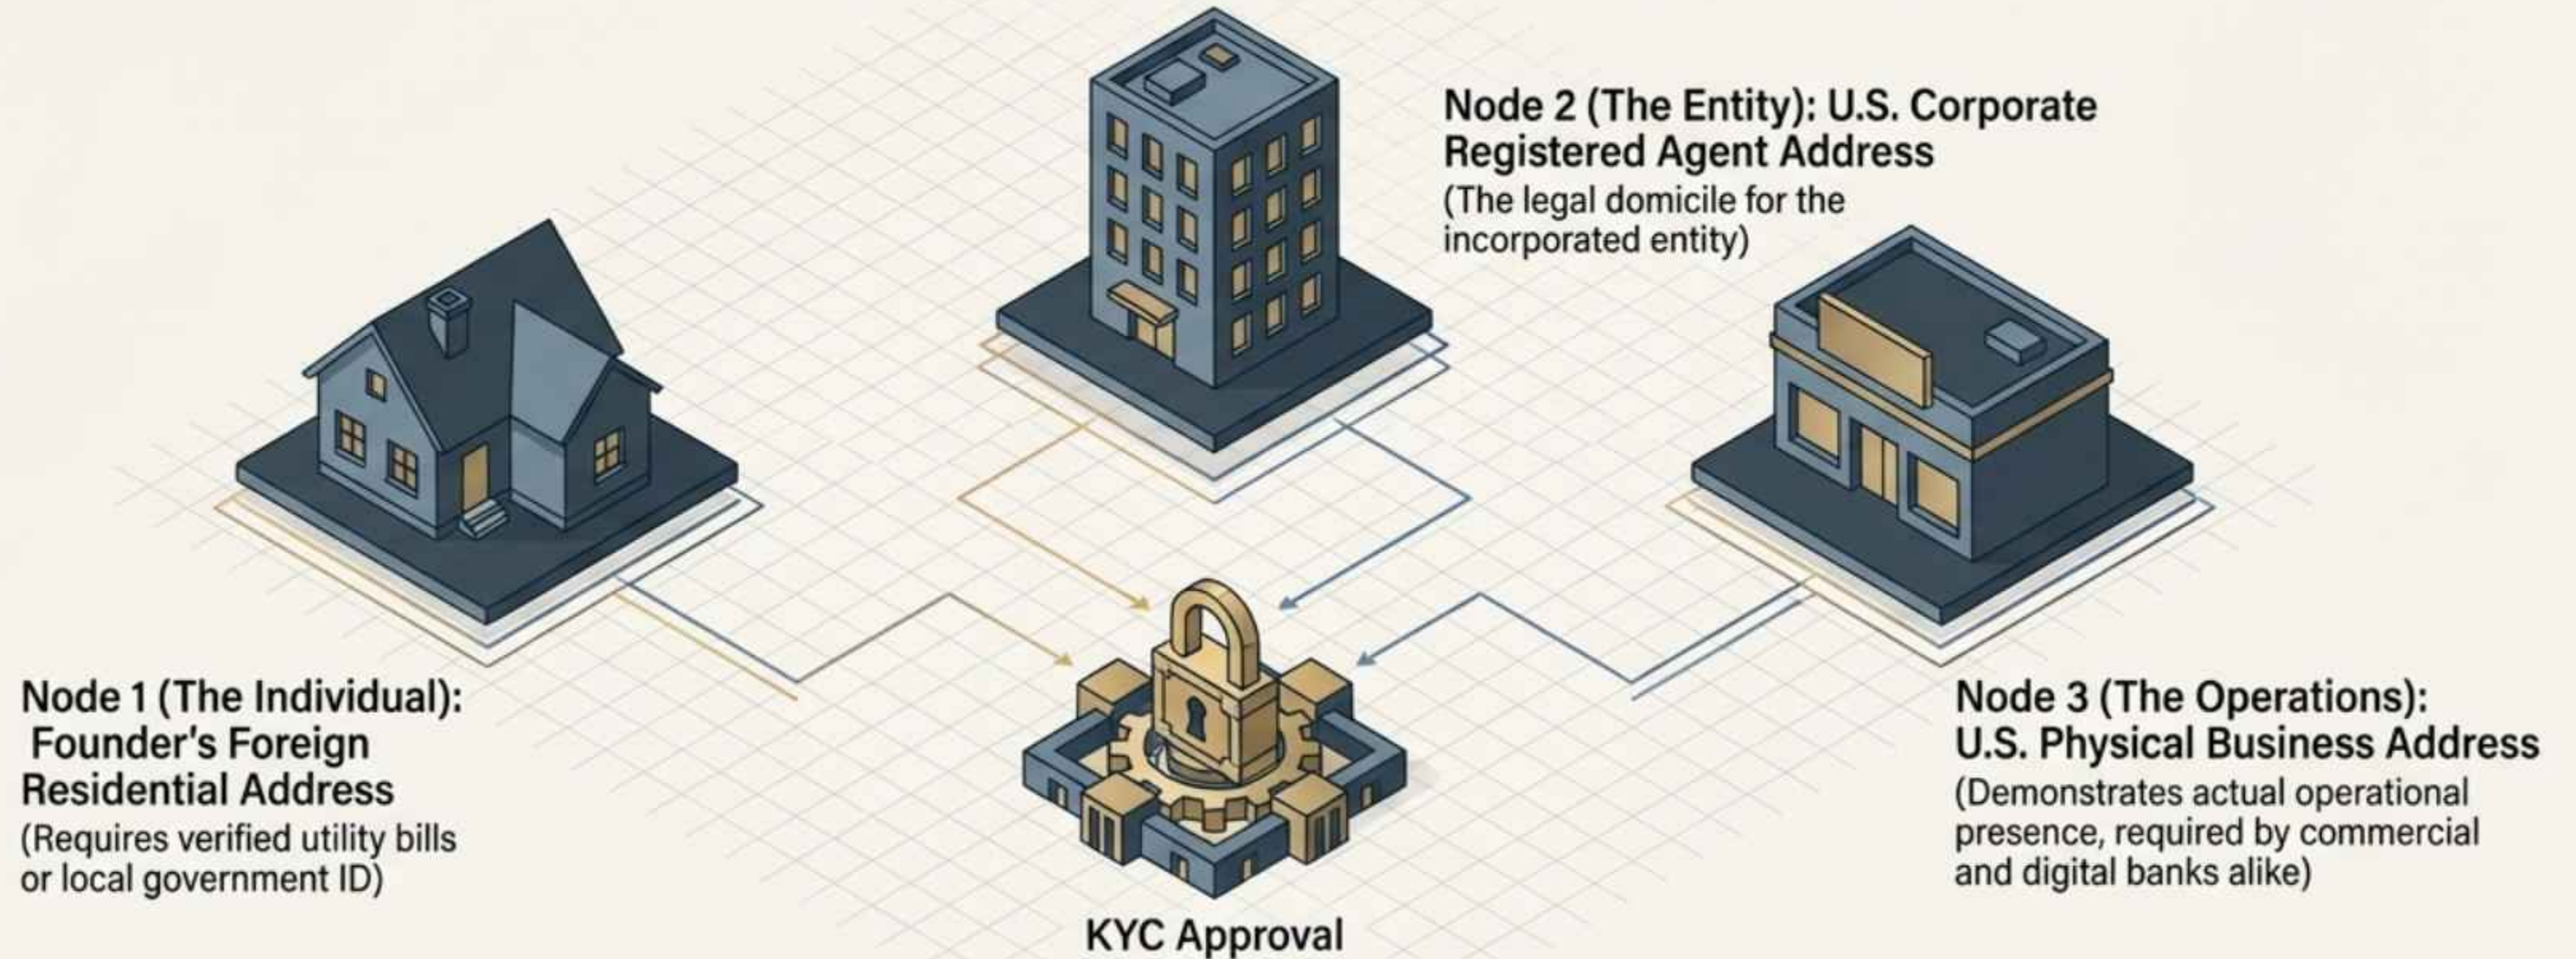 Node 2 (The Entity): U.S. Corporate
Registered Agent Address
(The legal domicile for the
incorporated entity)
Node 1 (The Individual):
Founder's Foreign
Residential Address
(Requires verified utility bills
or local government ID)
Node 3 (The Operations):
U.S. Physical Business Address
(Demonstrates actual operational
presence, required by commercial
and digital banks alike)
KYC Approval